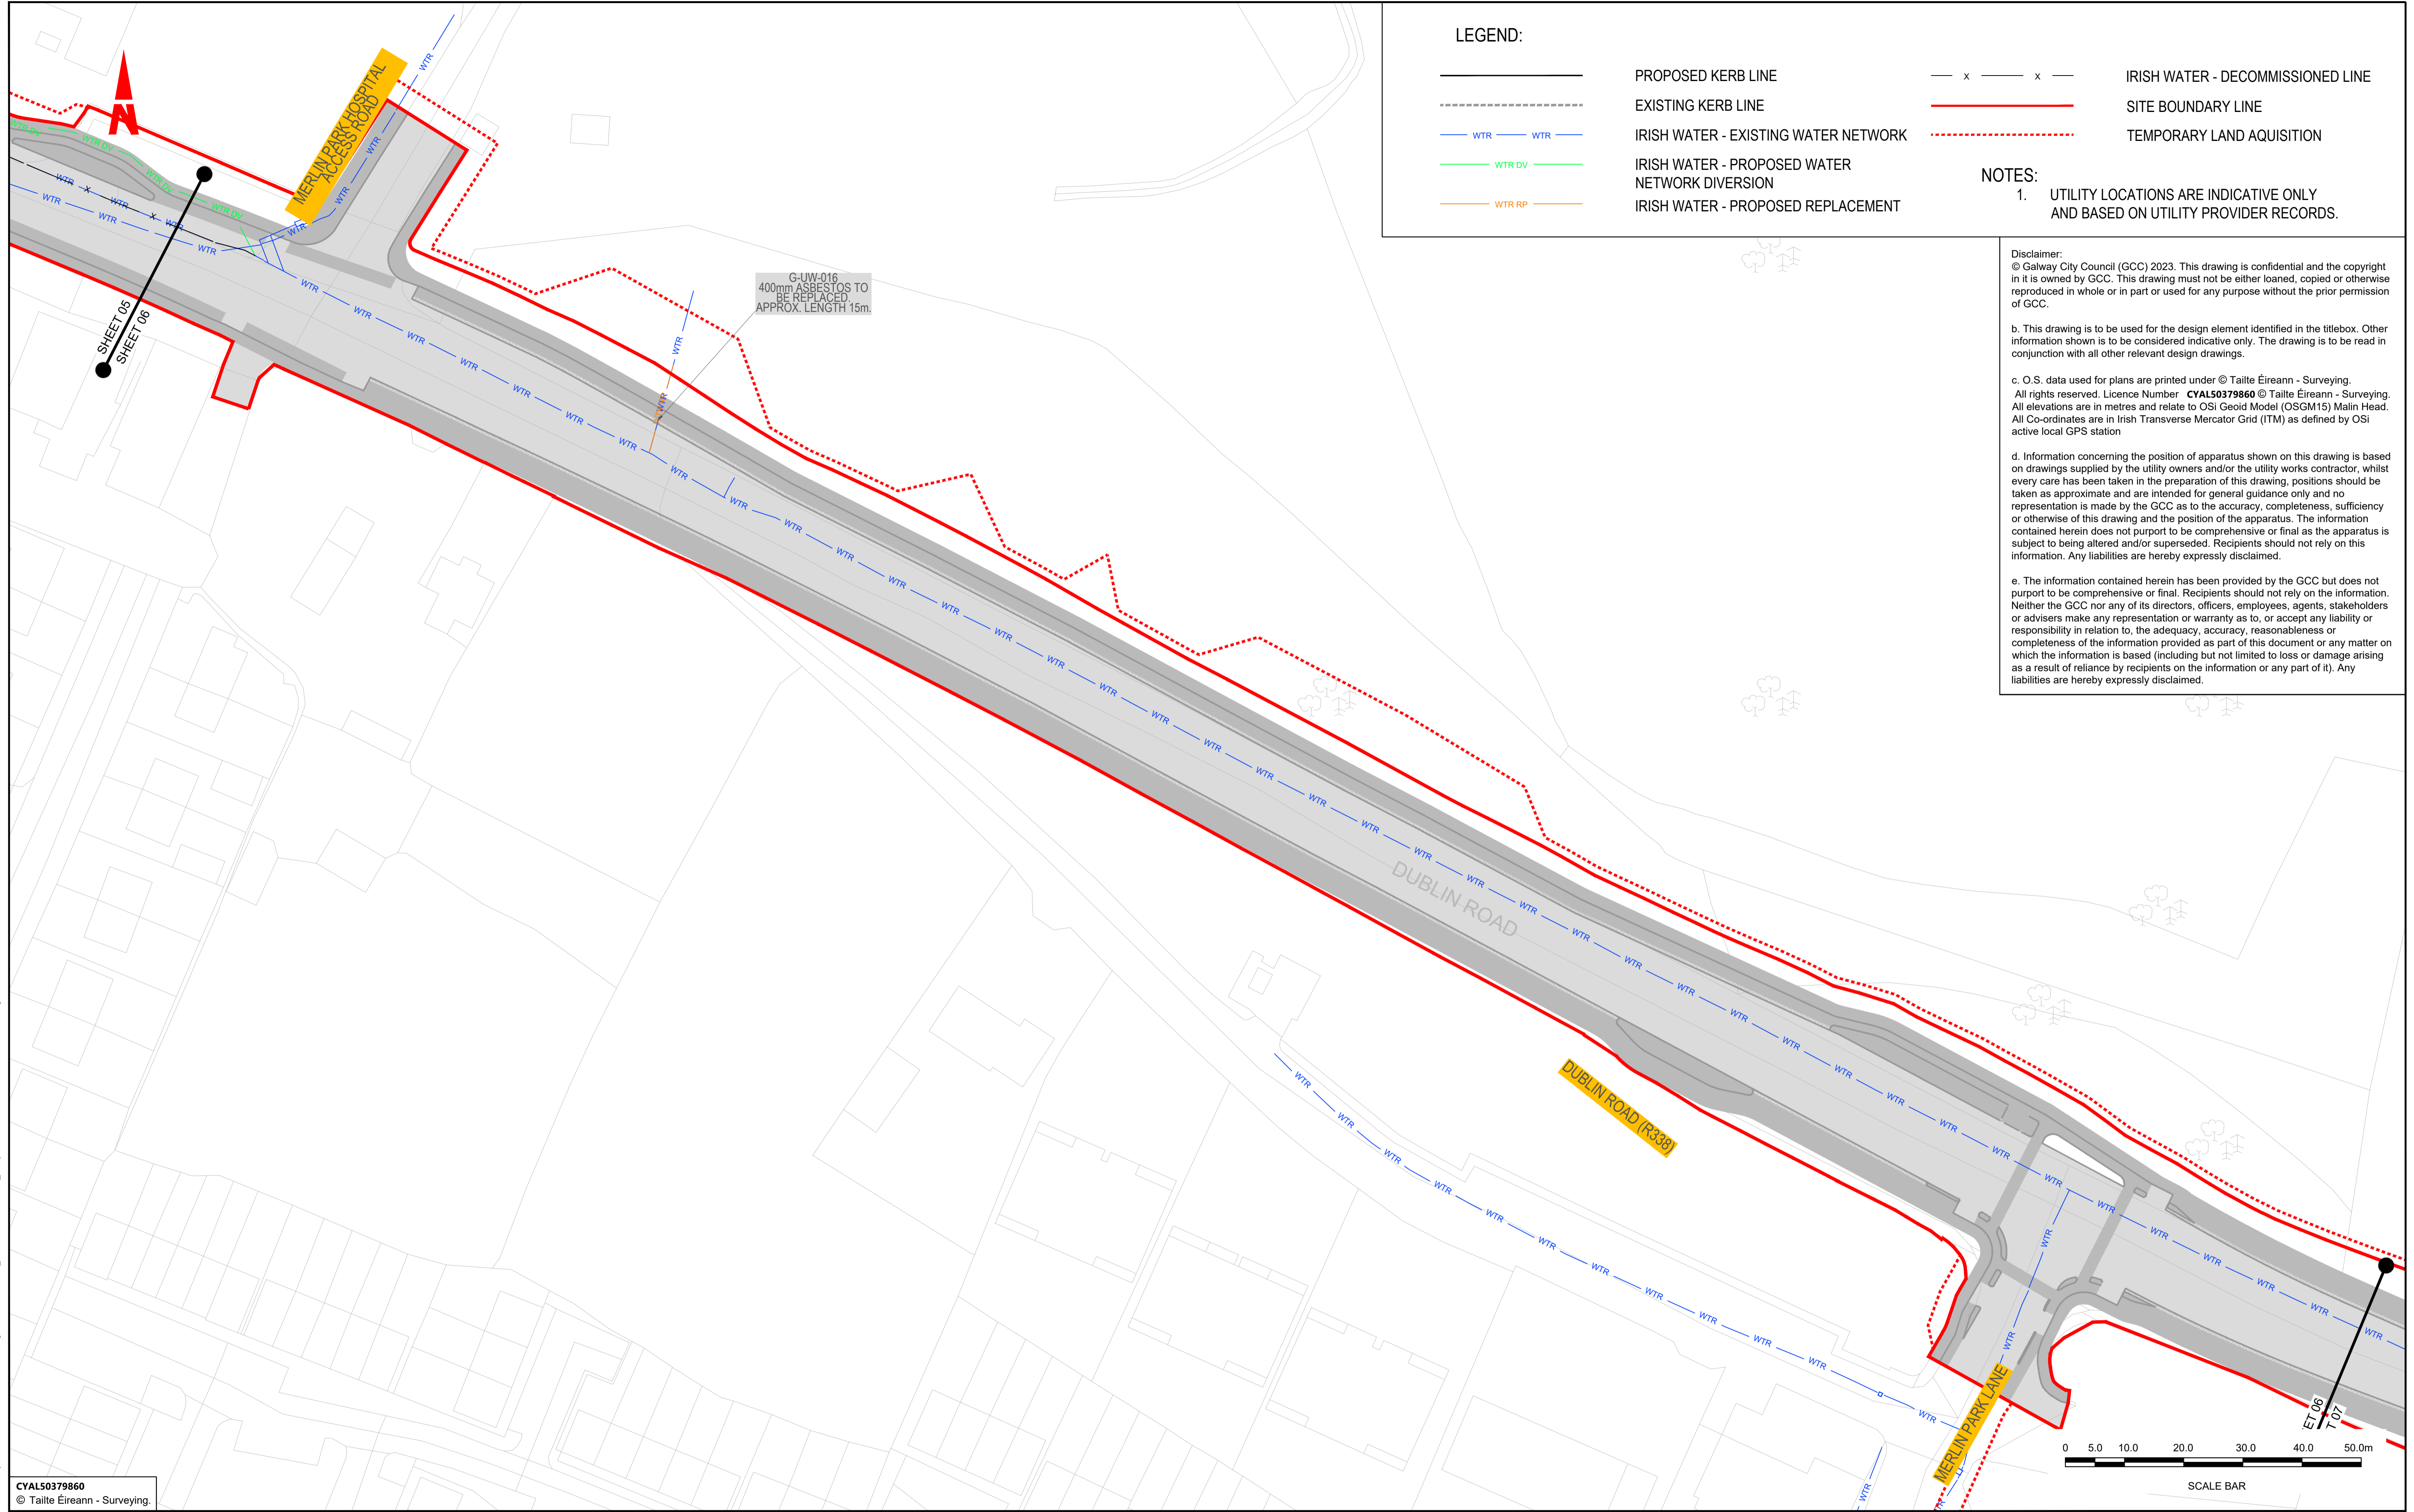 LEGEND:
PROPOSED KERB LINE
EXISTING KERB LINE
WTR WTR IRISH WATER - EXISTING WATER NETWORK
WTR DV IRISH WATER - PROPOSED WATER
NETWORK DIVERSION
WTR RP IRISH WATER - PROPOSED REPLACEMENT
X X IRISH WATER - DECOMMISSIONED LINE
SITE BOUNDARY LINE
TEMPORARY LAND AQUISITION
NOTES:
1. UTILITY LOCATIONS ARE INDICATIVE ONLY
AND BASED ON UTILITY PROVIDER RECORDS.
Disclaimer:
© Galway City Council (GCC) 2023. This drawing is confidential and the copyright
in it is owned by GCC. This drawing must not be either loaned, copied or otherwise
reproduced in whole or in part or used for any purpose without the prior permission
of GCC.
b. This drawing is to be used for the design element identified in the titlebox. Other
information shown is to be considered indicative only. The drawing is to be read in
conjunction with all other relevant design drawings.
c. O.S. data used for plans are printed under © Tailte Éireann - Surveying.
All rights reserved. Licence Number CYAL50379860 © Tailte Éireann - Surveying.
All elevations are in metres and relate to OSi Geoid Model (OSGM15) Malin Head.
All Co-ordinates are in Irish Transverse Mercator Grid (ITM) as defined by OSi
active local GPS station
d. Information concerning the position of apparatus shown on this drawing is based
on drawings supplied by the utility owners and/or the utility works contractor, whilst
every care has been taken in the preparation of this drawing, positions should be
taken as approximate and are intended for general guidance only and no
representation is made by the GCC as to the accuracy, completeness, sufficiency
or otherwise of this drawing and the position of the apparatus. The information
contained herein does not purport to be comprehensive or final as the apparatus is
subject to being altered and/or superseded. Recipients should not rely on this
information. Any liabilities are hereby expressly disclaimed.
e. The information contained herein has been provided by the GCC but does not
purport to be comprehensive or final. Recipients should not rely on the information.
Neither the GCC nor any of its directors, officers, employees, agents, stakeholders
or advisers make any representation or warranty as to, or accept any liability or
responsibility in relation to, the adequacy, accuracy, reasonableness or
completeness of the information provided as part of this document or any matter on
which the information is based (including but not limited to loss or damage arising
as a result of reliance by recipients on the information or any part of it). Any
liabilities are hereby expressly disclaimed.
N
MERLIN PARK HOSPITAL
ACCESS ROAD
SHEET 05
SHEET 06
G-UW-016
400mm ASBESTOS TO
BE REPLACED.
APPROX. LENGTH 15m.
DUBLIN ROAD
DUBLIN ROAD (R338)
MERLIN PARK LANE
ET 06
T 07
0 5.0 10.0 20.0 30.0 40.0 50.0m
SCALE BAR
CYAL50379860
© Tailte Éireann - Surveying.